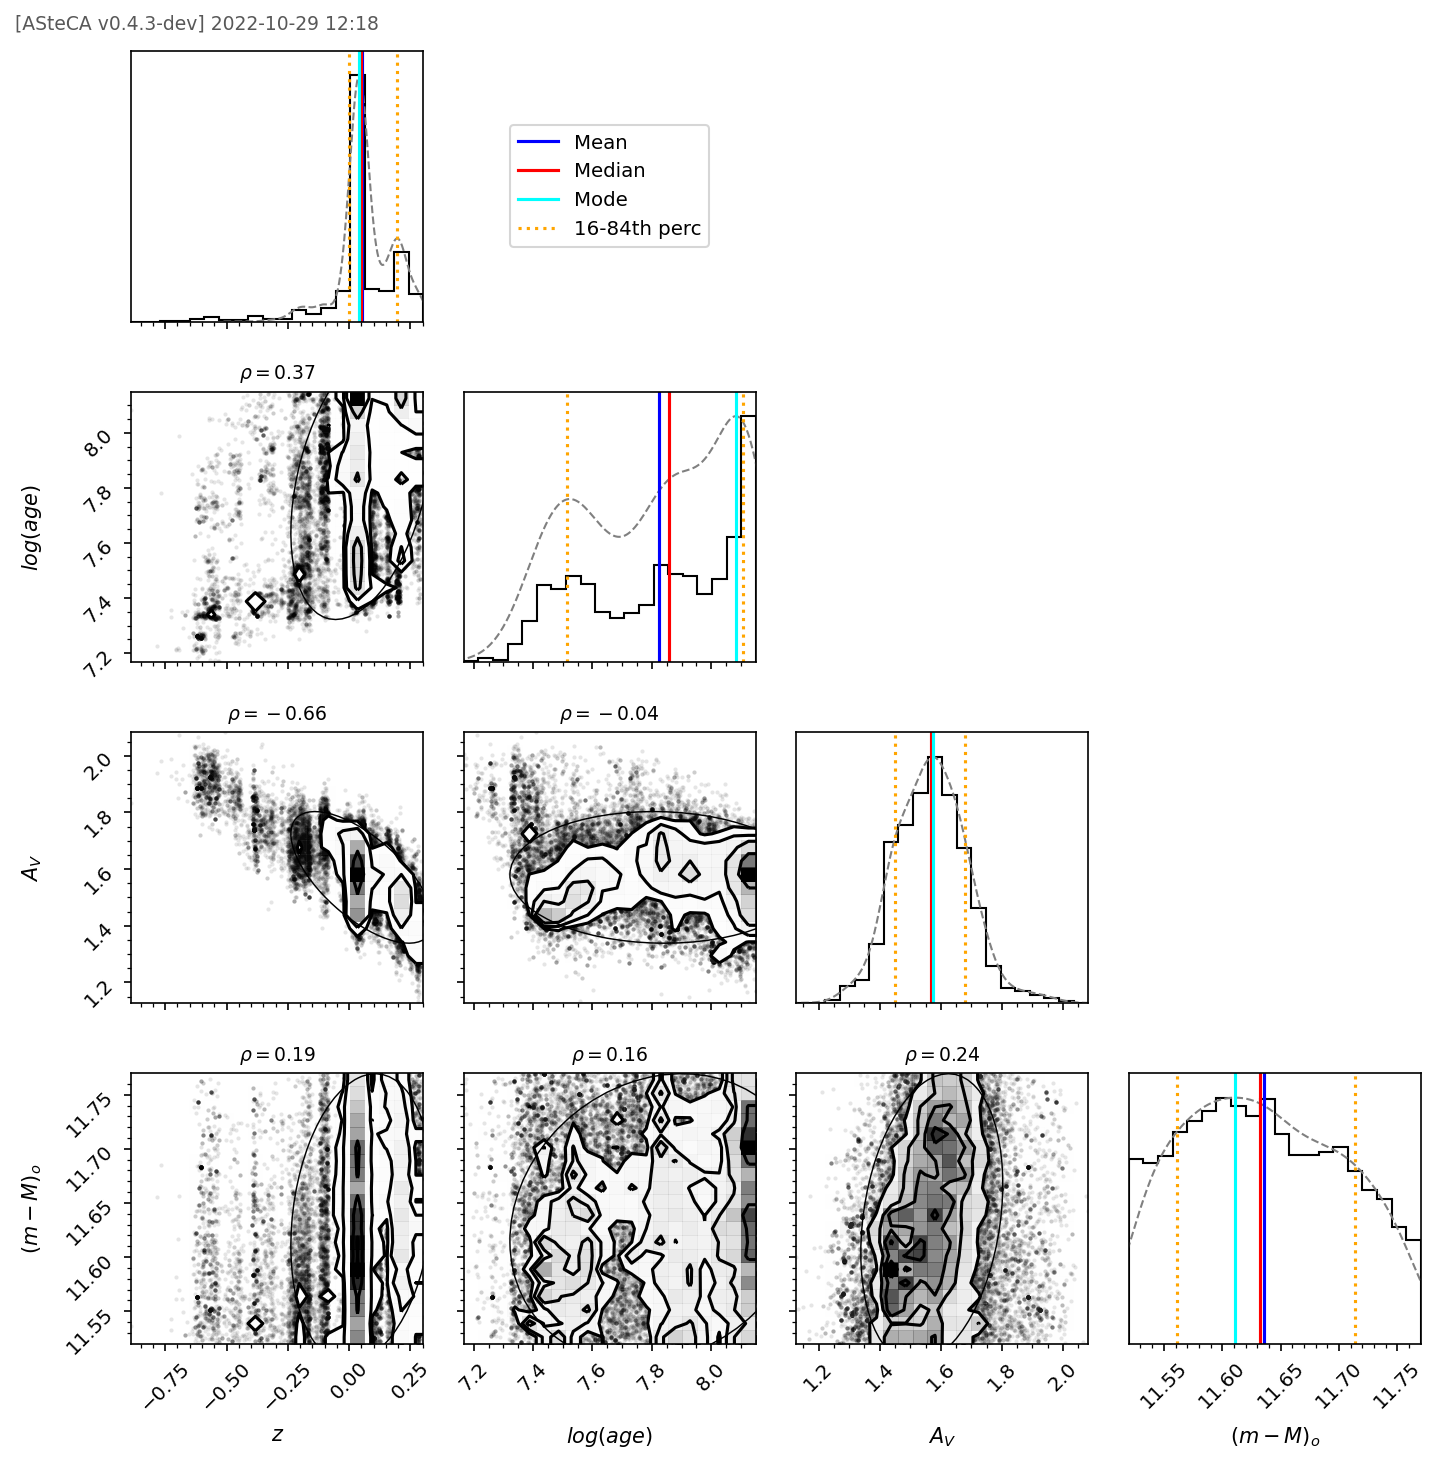 [ASteCA v0.4.3-dev] 2022-10-29 12:18
Mean
Median
Mode
16-84th perc
ρ = 0.37
log(age)
8.0
7.8
7.6
7.4
7.2
ρ = −0.66
ρ = −0.04
A_V
2.0
1.8
1.6
1.4
1.2
ρ = 0.19
ρ = 0.16
ρ = 0.24
(m − M)_o
11.75
11.70
11.65
11.60
11.55
−0.75 −0.50 −0.25 0.00 0.25
7.2 7.4 7.6 7.8 8.0
1.2 1.4 1.6 1.8 2.0
11.55 11.60 11.65 11.70 11.75
z
log(age)
A_V
(m − M)_o